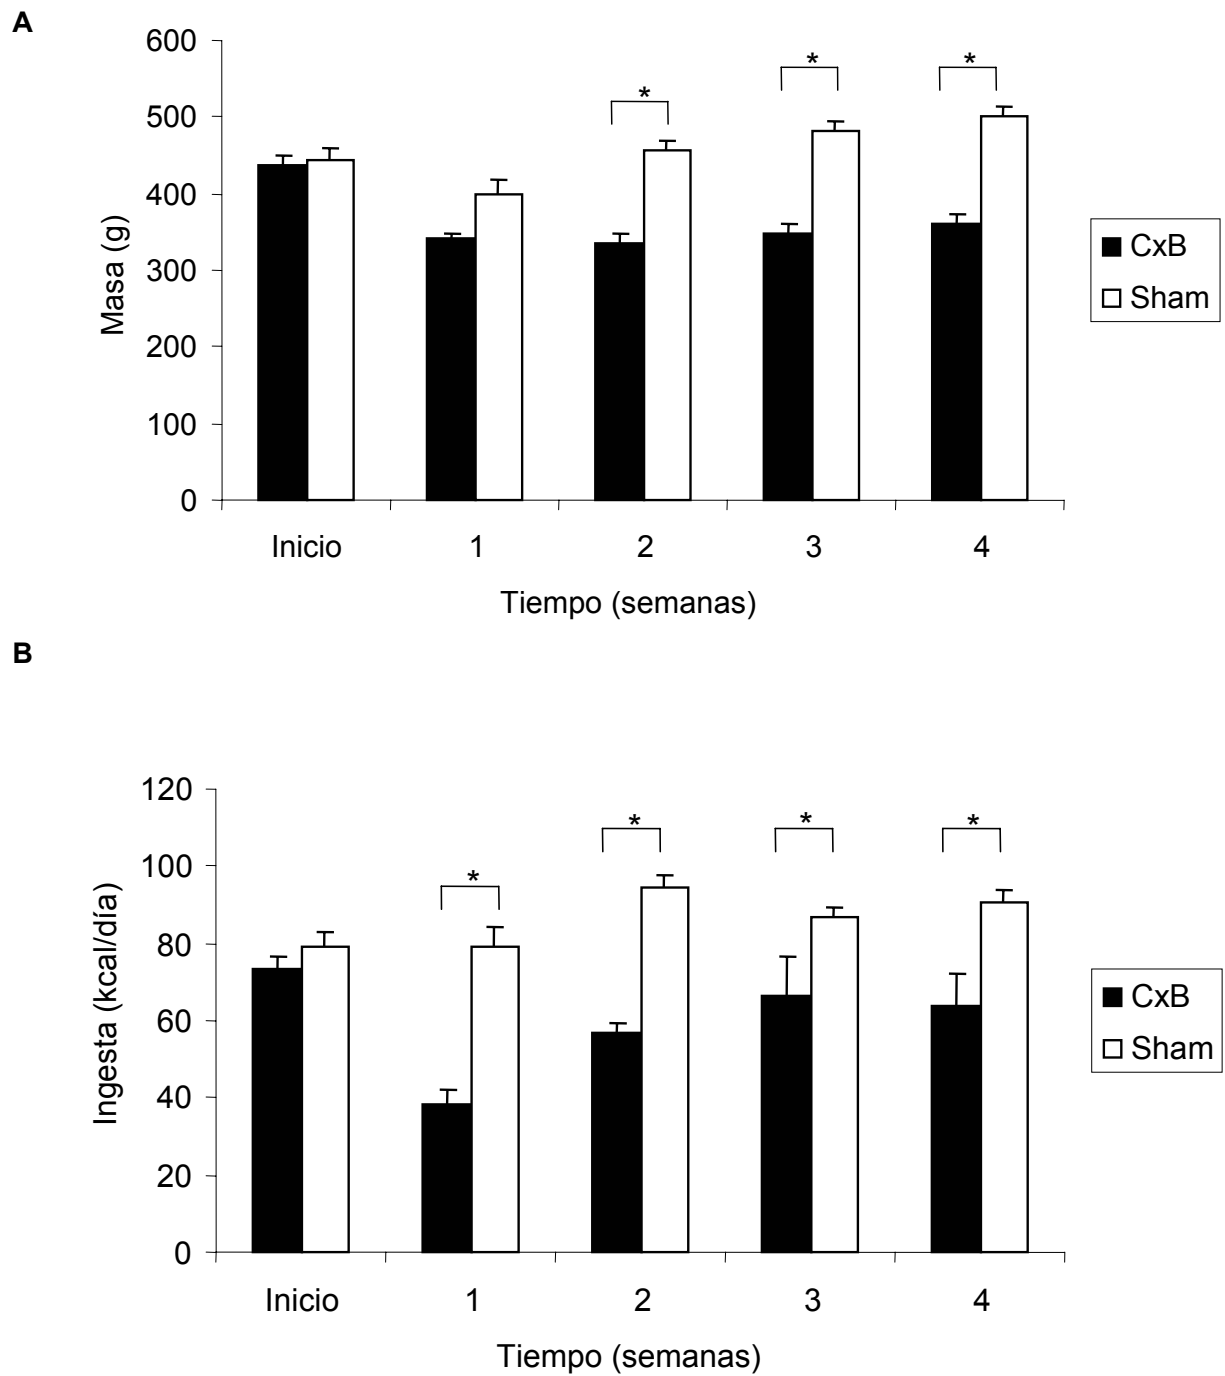 A
600
500
400
300
200
100
0
Masa (g)
*
*
*
Inicio 1 2 3 4
Tiempo (semanas)
CxB
Sham
B
120
100
80
60
40
20
0
Ingesta (kcal/día)
*
*
*
*
Inicio 1 2 3 4
Tiempo (semanas)
CxB
Sham